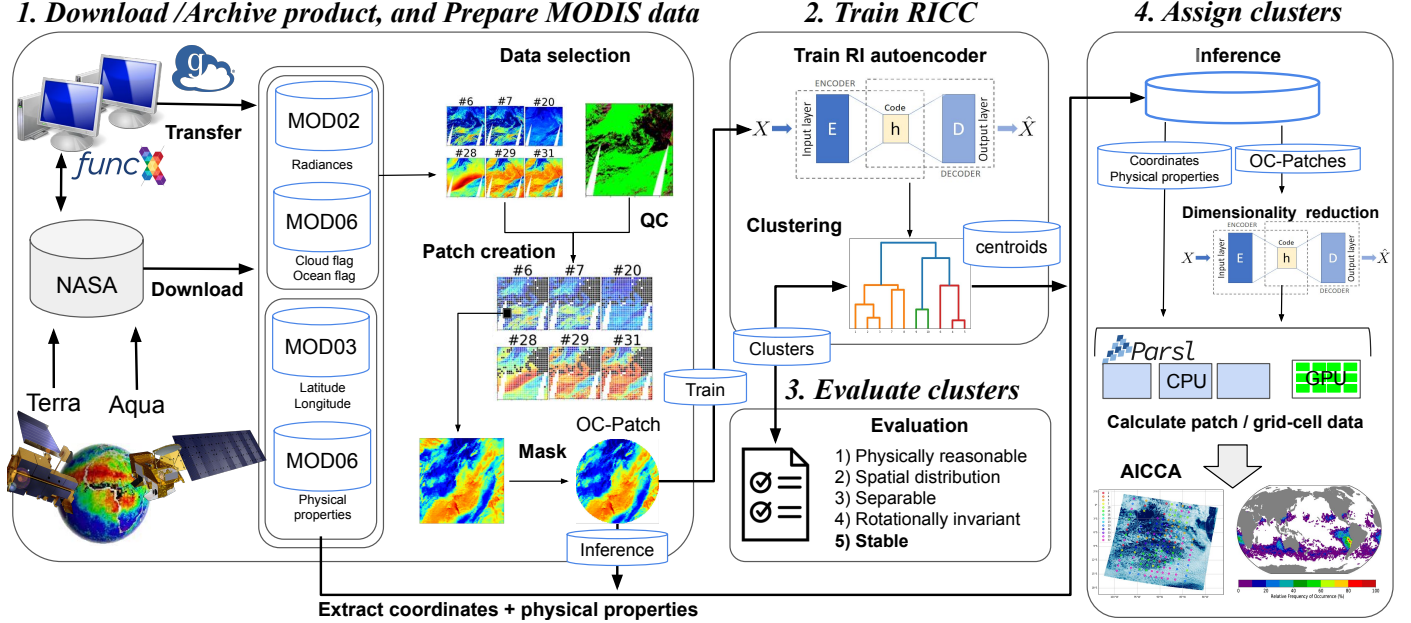 1. Download /Archive product, and Prepare MODIS data
g
Transfer
funcX
NASA
Download
Terra
Aqua
MOD02
Radiances
MOD06
Cloud flag
Ocean flag
MOD03
Latitude
Longitude
MOD06
Physical
properties
Data selection
#6 #7 #20
#28 #29 #31
QC
Patch creation
#6 #7 #20
#28 #29 #31
OC-Patch
Mask
Inference
Train
Extract coordinates + physical properties
2. Train RICC
Train RI autoencoder
ENCODER
Code
X
Input layer
E
h
D
Output layer
X̂
DECODER
Clustering
centroids
Clusters
3. Evaluate clusters
Evaluation
1) Physically reasonable
2) Spatial distribution
3) Separable
4) Rotationally invariant
5) Stable
4. Assign clusters
Inference
Coordinates
Physical properties
OC-Patches
Dimensionality reduction
ENCODER
Code
X
Input layer
E
h
D
Output layer
X̂
DECODER
Parsl
CPU
GPU
Calculate patch / grid-cell data
AICCA
0 20 40 60 80 100
Relative Frequency of Occurrence (%)